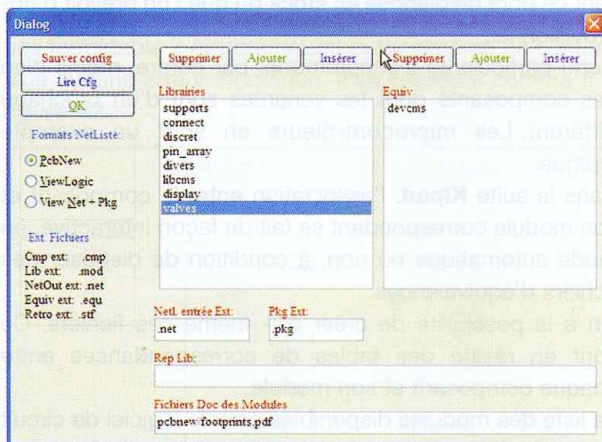 Dialog
Sauver config
Supprimer
Ajouter
Insérer
Supprimer
Ajouter
Insérer
Lire Cfg
OK
Formats NetListe
PcbNew
ViewLogic
View Net + Pkg
Ext. Fichiers
Cmp ext: .cmp
Lib ext: .mod
NetOut ext: .net
Equiv ext: .equ
Retro ext: .stf
Librairies
supports
connect
discret
pin_array
divers
libcms
display
valves
Equiv
devcms
NetL entrée Ext:
.net
Pkg Ext:
.pkg
Rep Lib:
Fichiers Doc des Modules
pcbnew/footprints.pdf